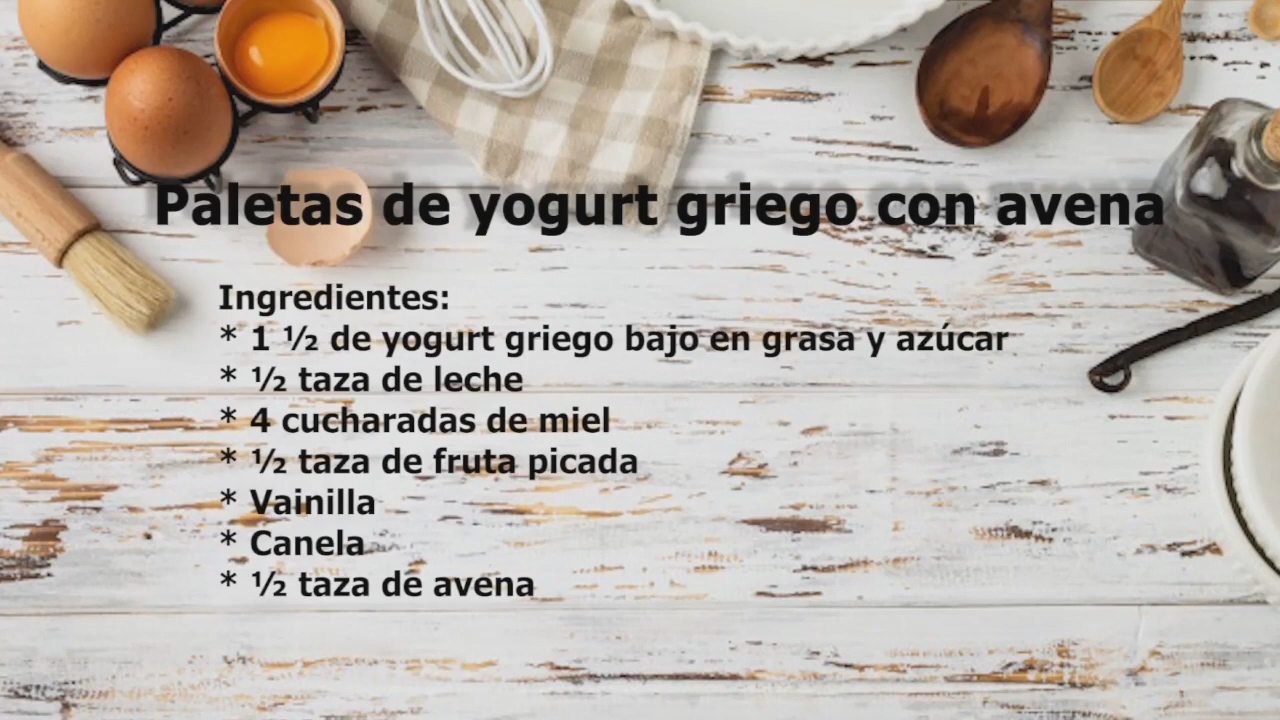 Paletas de yogurt griego con avena
Ingredientes:
* 1 ½ de yogurt griego bajo en grasa y azúcar
* ½ taza de leche
* 4 cucharadas de miel
* ½ taza de fruta picada
* Vainilla
* Canela
* ½ taza de avena